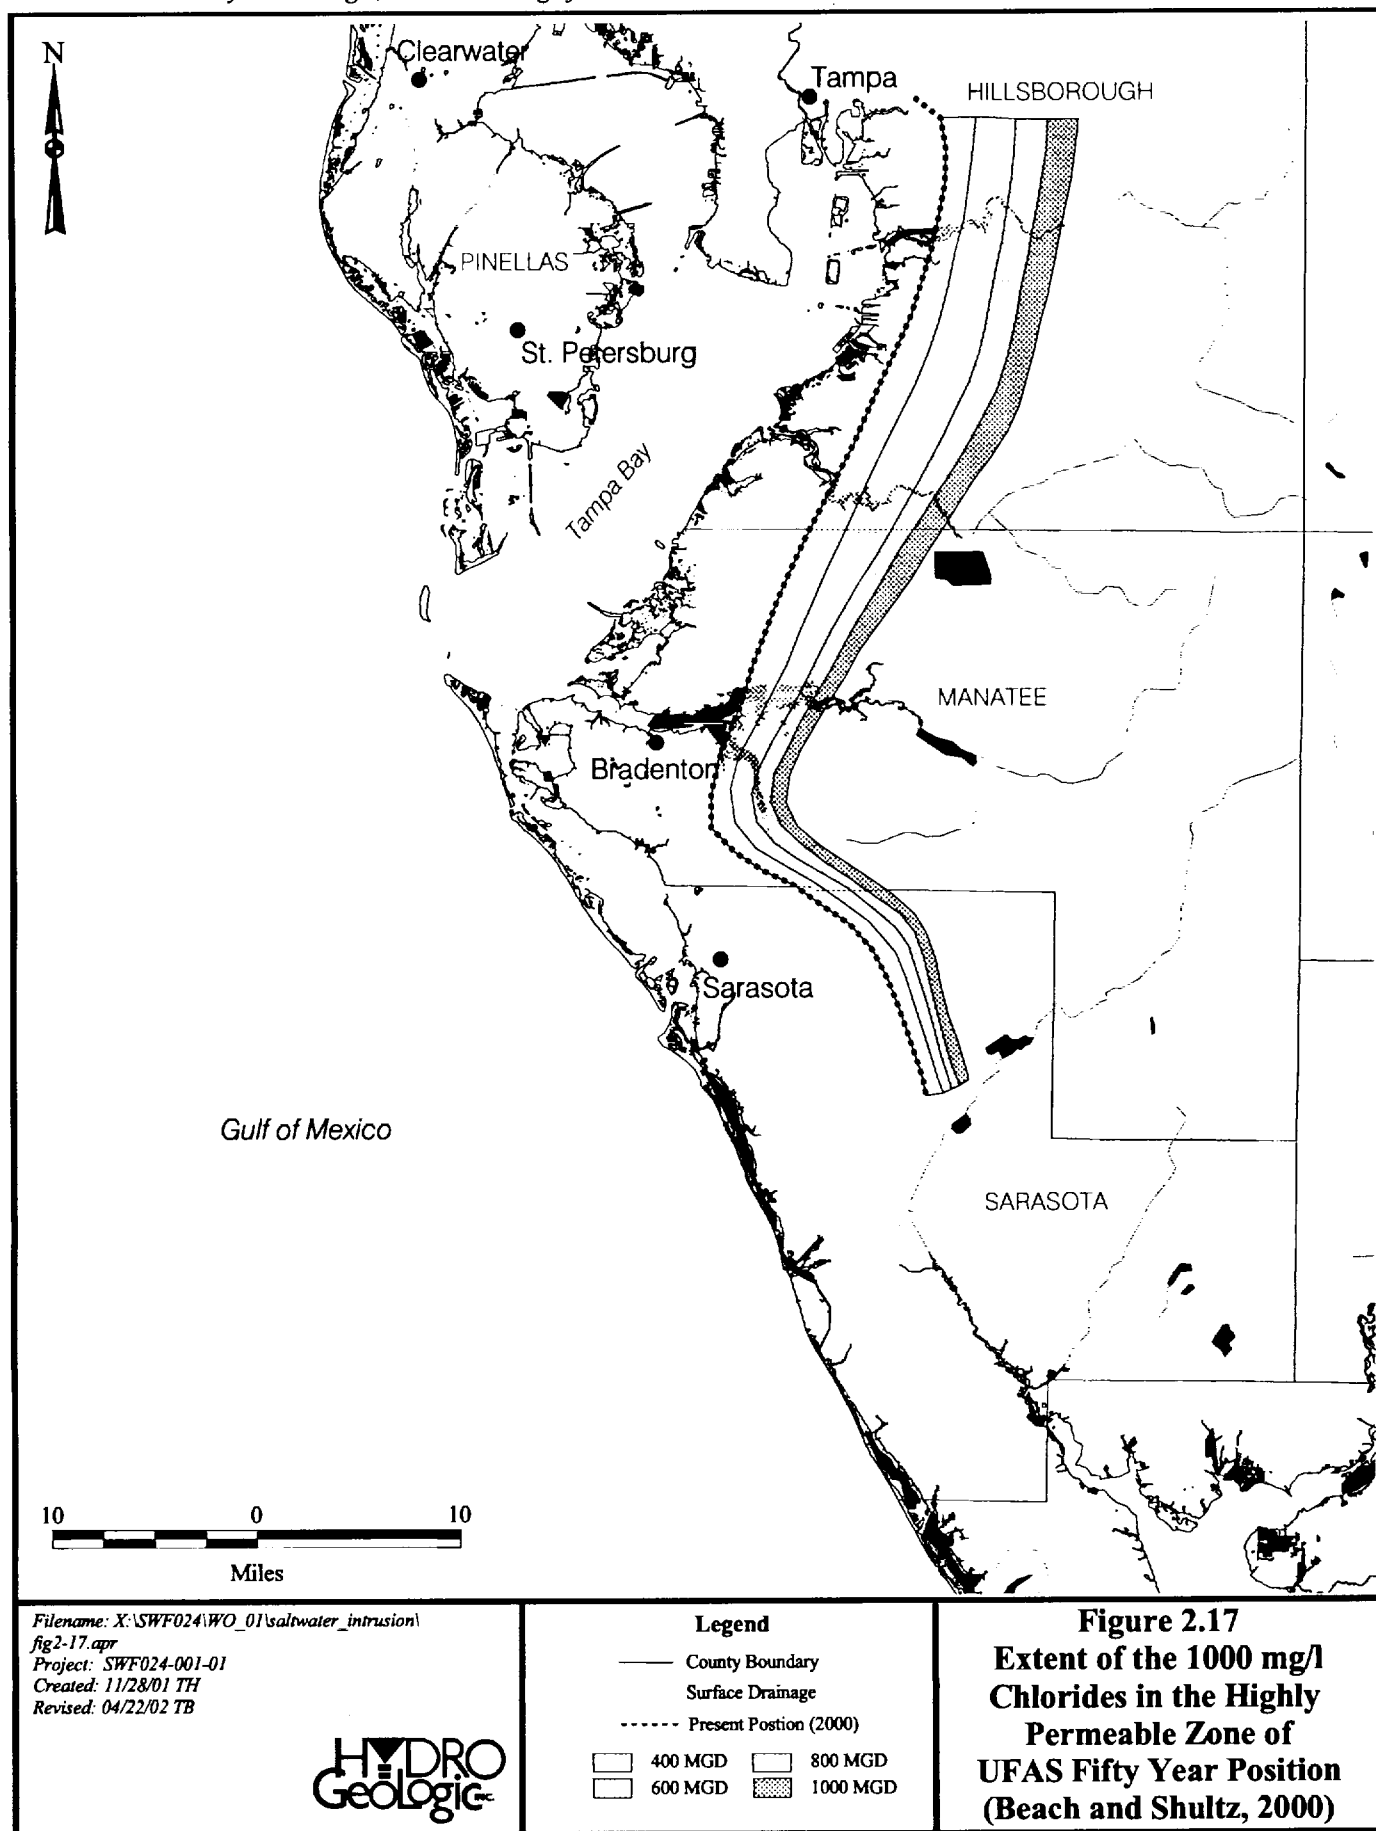 N
Clearwater
Tampa
HILLSBOROUGH
PINELLAS
St. Petersburg
Tampa Bay
MANATEE
Bradenton
Sarasota
Gulf of Mexico
SARASOTA
10 0 10
Miles
Filename: X:\SWF024\WO_01\saltwater_intrusion\
fig2-17.apr
Project: SWF024-001-01
Created: 11/28/01 TH
Revised: 04/22/02 TB
HYDRO
GeoLogic INC.
Legend
County Boundary
Surface Drainage
Present Postion (2000)
400 MGD 800 MGD
600 MGD 1000 MGD
Figure 2.17
Extent of the 1000 mg/l
Chlorides in the Highly
Permeable Zone of
UFAS Fifty Year Position
(Beach and Shultz, 2000)